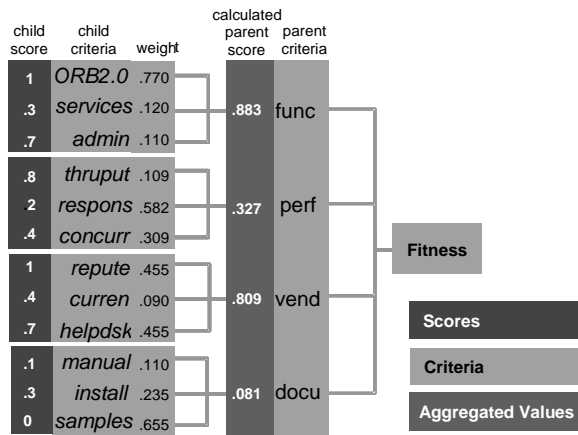 child score
child criteria
weight
calculated parent score
parent criteria
1 ORB2.0 .770
.3 services .120
.7 admin .110
.883 func
.8 thruput .109
.2 respons .582
.4 concurr .309
.327 perf
1 repute .455
.4 curren .090
.7 helpdsk .455
.809 vend
.1 manual .110
.3 install .235
0 samples .655
.081 docu
Fitness
Scores
Criteria
Aggregated Values